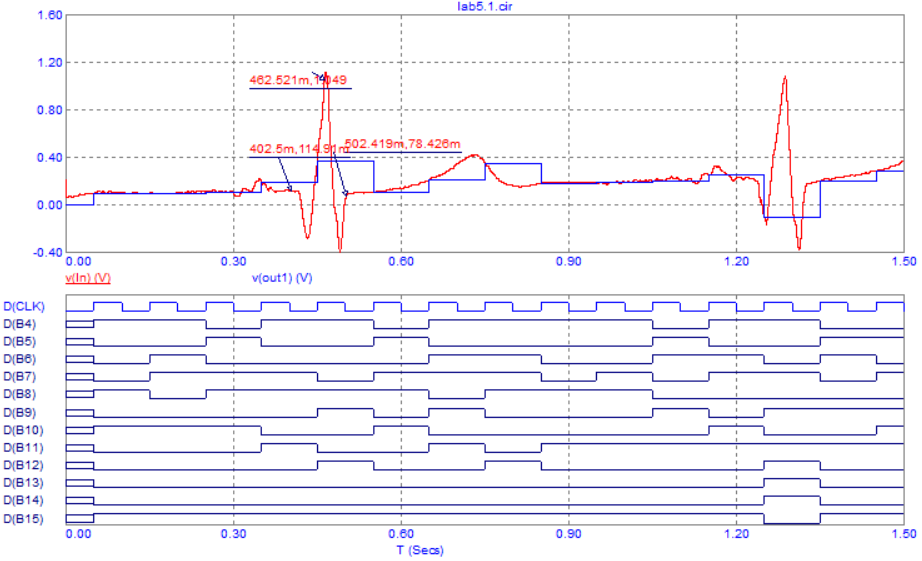 lab5.1.cir
1.60
1.20
0.80
0.40
0.00
-0.40
462.521m,1.049
402.5m,114.91m
502.419m,78.426m
0.00 0.30 0.60 0.90 1.20 1.50
v(In) (V) v(out1) (V)
D(CLK)
D(B4)
D(B5)
D(B6)
D(B7)
D(B8)
D(B9)
D(B10)
D(B11)
D(B12)
D(B13)
D(B14)
D(B15)
0.00 0.30 0.60 0.90 1.20 1.50
T (Secs)